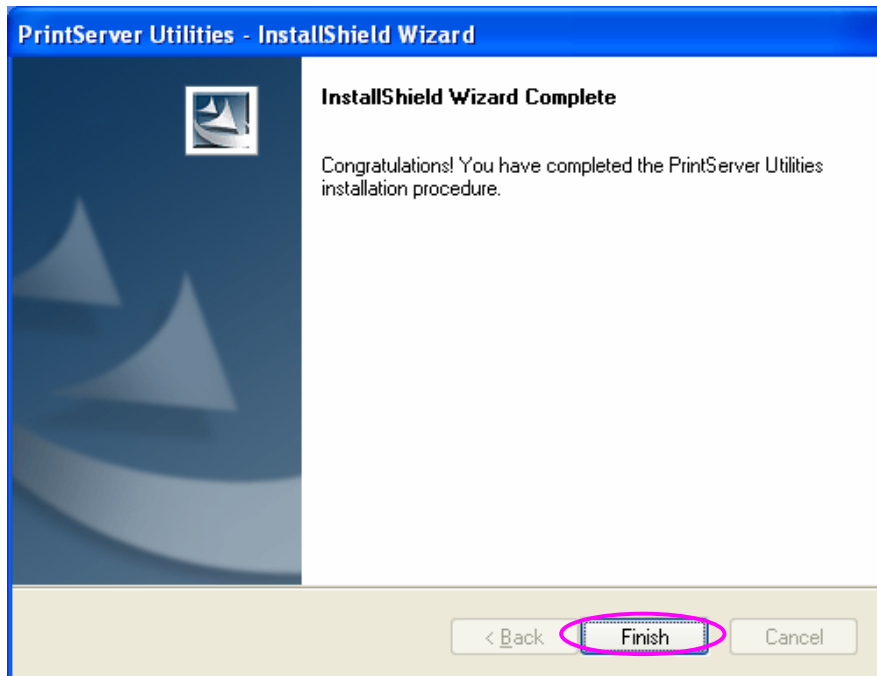 PrintServer Utilities - InstallShield Wizard
InstallShield Wizard Complete
Congratulations! You have completed the PrintServer Utilities
installation procedure.
< Back
Finish
Cancel